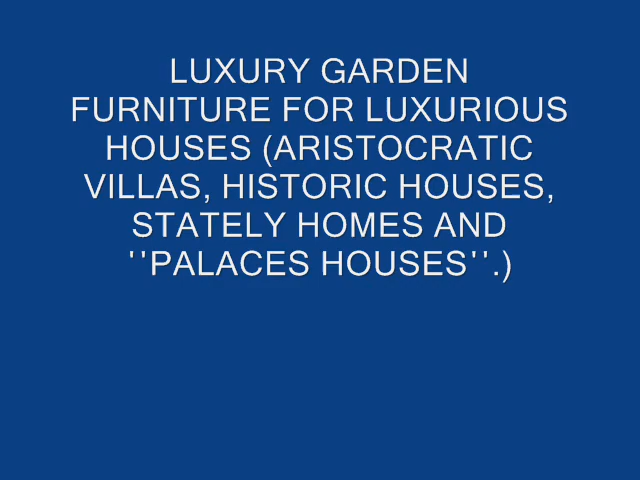 LUXURY GARDEN
FURNITURE FOR LUXURIOUS
HOUSES (ARISTOCRATIC
VILLAS, HISTORIC HOUSES,
STATELY HOMES AND
''PALACES HOUSES''.)